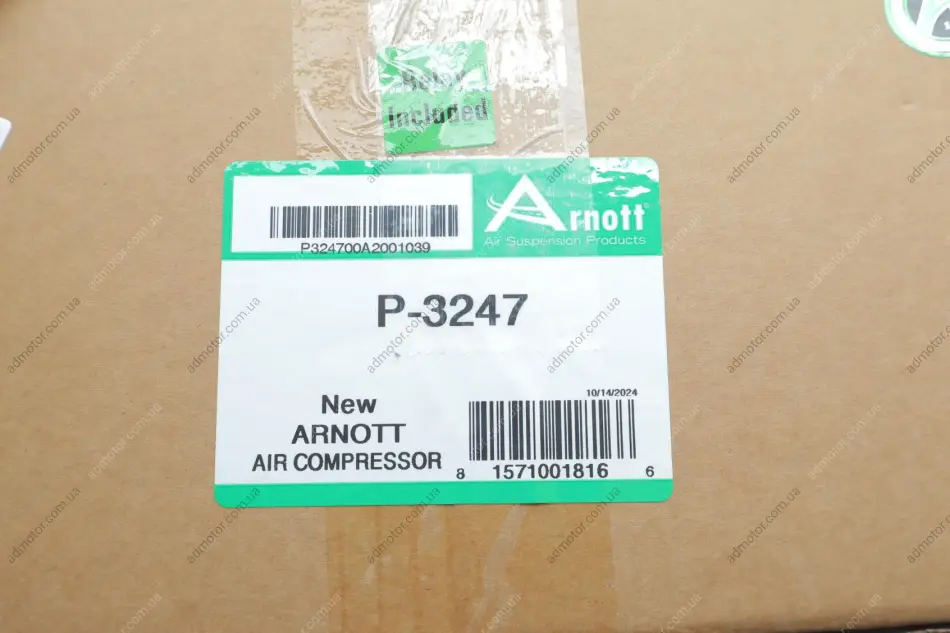 Relay
Included
Arnott
Air Suspension Products
P324700A2001039
P-3247
New
ARNOTT
AIR COMPRESSOR
10/14/2024
8 1571001816 6
admotor.com.ua